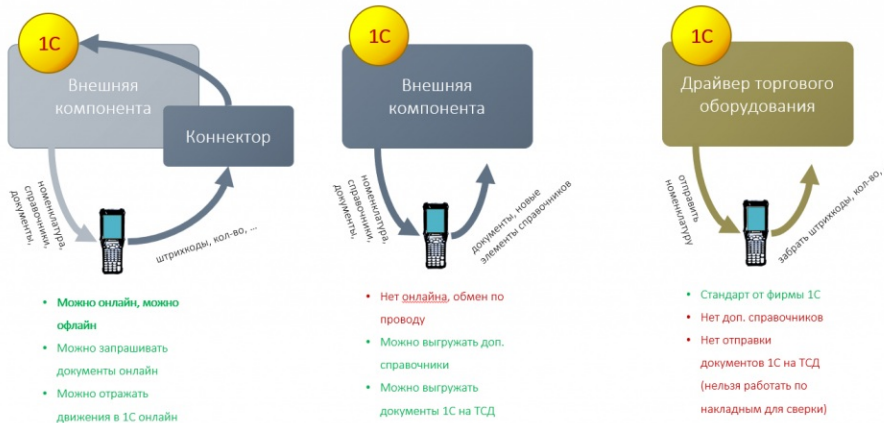 1С
Внешняя
компонента
Коннектор
номенклатура,
справочники,
документы,
штрихкоды, кол-во, ...
• Можно онлайн, можно
офлайн
• Можно запрашивать
документы онлайн
• Можно отражать
движения в 1С онлайн
1С
Внешняя
компонента
номенклатура,
справочники,
документы,
документы, новые
элементы справочников
• Нет онлайна, обмен по
проводу
• Можно выгружать доп.
справочники
• Можно выгружать
документы 1С на ТСД
1С
Драйвер торгового
оборудования
отправить
номенклатуру
забрать штрихкоды, кол-во,
• Стандарт от фирмы 1С
• Нет доп. справочников
• Нет отправки
документов 1С на ТСД
(нельзя работать по
накладным для сверки)